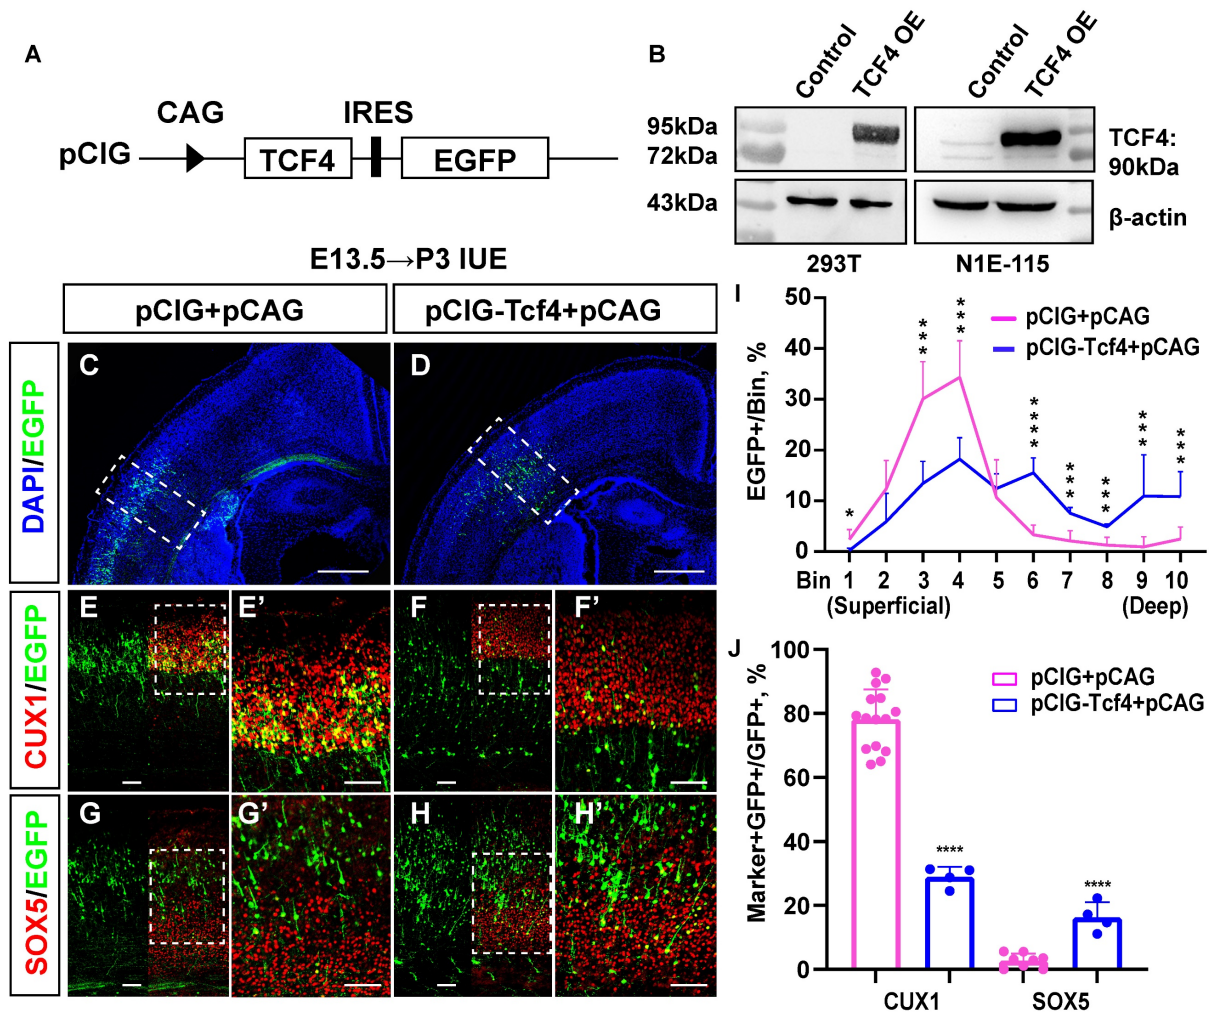 A
CAG
IRES
pCIG
TCF4
EGFP
B
Control
TCF4 OE
Control
TCF4 OE
95kDa
72kDa
43kDa
TCF4:
90kDa
β-actin
293T
N1E-115
E13.5→P3 IUE
pCIG+pCAG
pCIG-Tcf4+pCAG
DAPI/EGFP
C
D
CUX1/EGFP
E
E’
F
F’
SOX5/EGFP
G
G’
H
H’
I
EGFP+/Bin, %
50
40
30
20
10
0
pCIG+pCAG
pCIG-Tcf4+pCAG
*
***
***
****
***
***
***
***
Bin 1 2 3 4 5 6 7 8 9 10
(Superficial)
(Deep)
J
Marker+GFP+/GFP+, %
100
80
60
40
20
0
pCIG+pCAG
pCIG-Tcf4+pCAG
****
****
CUX1
SOX5